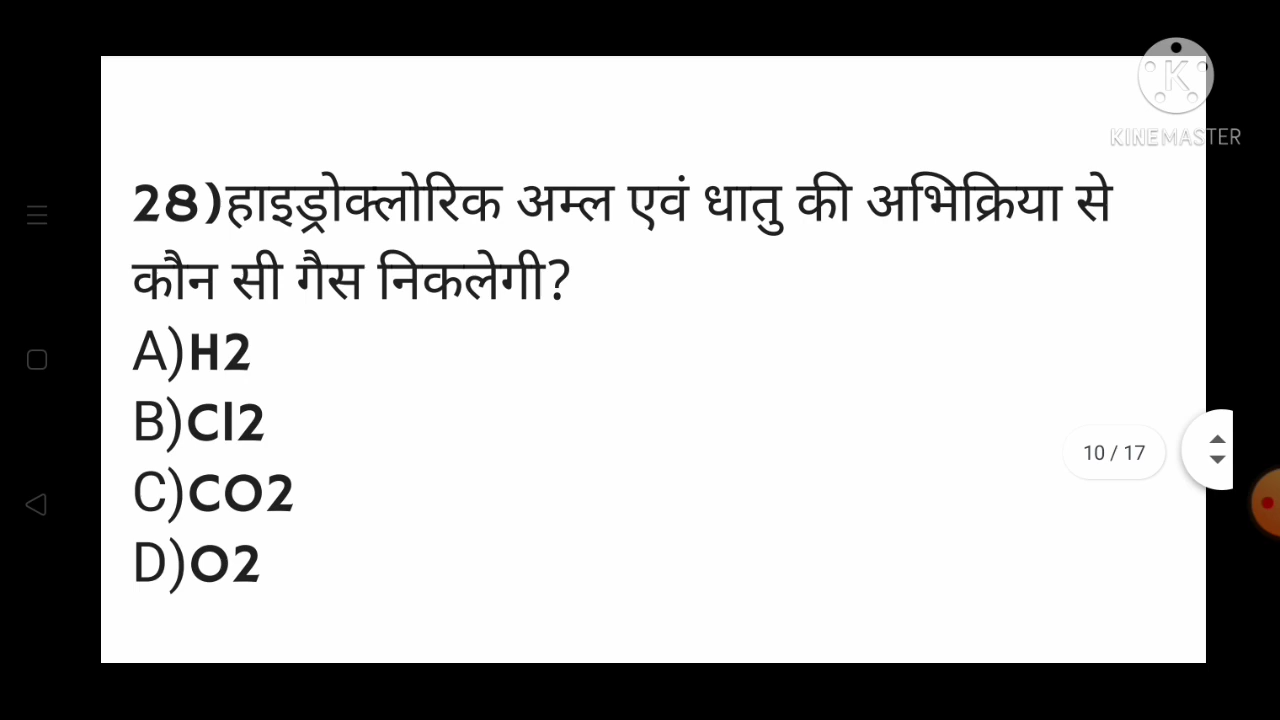 K
KINEMASTER
28)हाइड्रोक्लोरिक अम्ल एवं धातु की अभिक्रिया से
कौन सी गैस निकलेगी?
A)H2
B)Cl2
C)CO2
D)O2
10 / 17